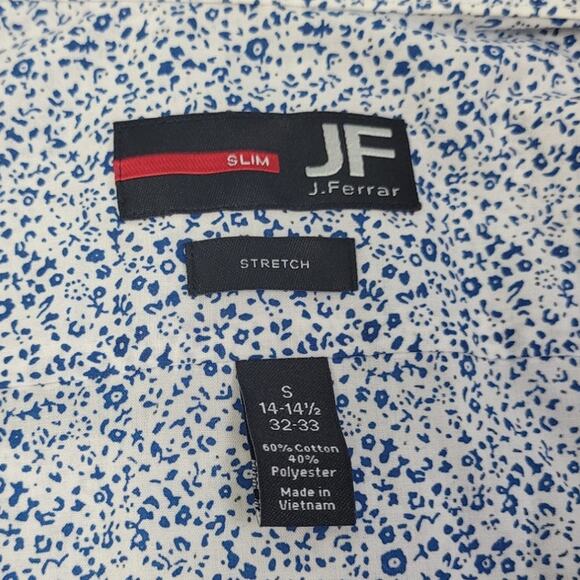 SLIM
JF
J.Ferrar
STRETCH
S
14-14½
32-33
60% Cotton
40%
Polyester
Made in
Vietnam